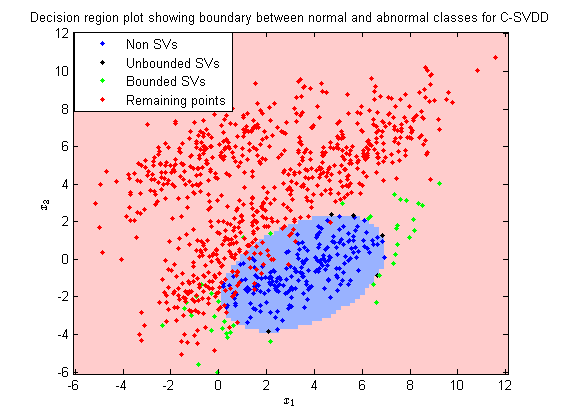 Decision region plot showing boundary between normal and abnormal classes for C-SVDD
Non SVs
Unbounded SVs
Bounded SVs
Remaining points
12
10
8
6
4
2
0
-2
-4
-6
x₂
-6 -4 -2 0 2 4 6 8 10 12
x₁